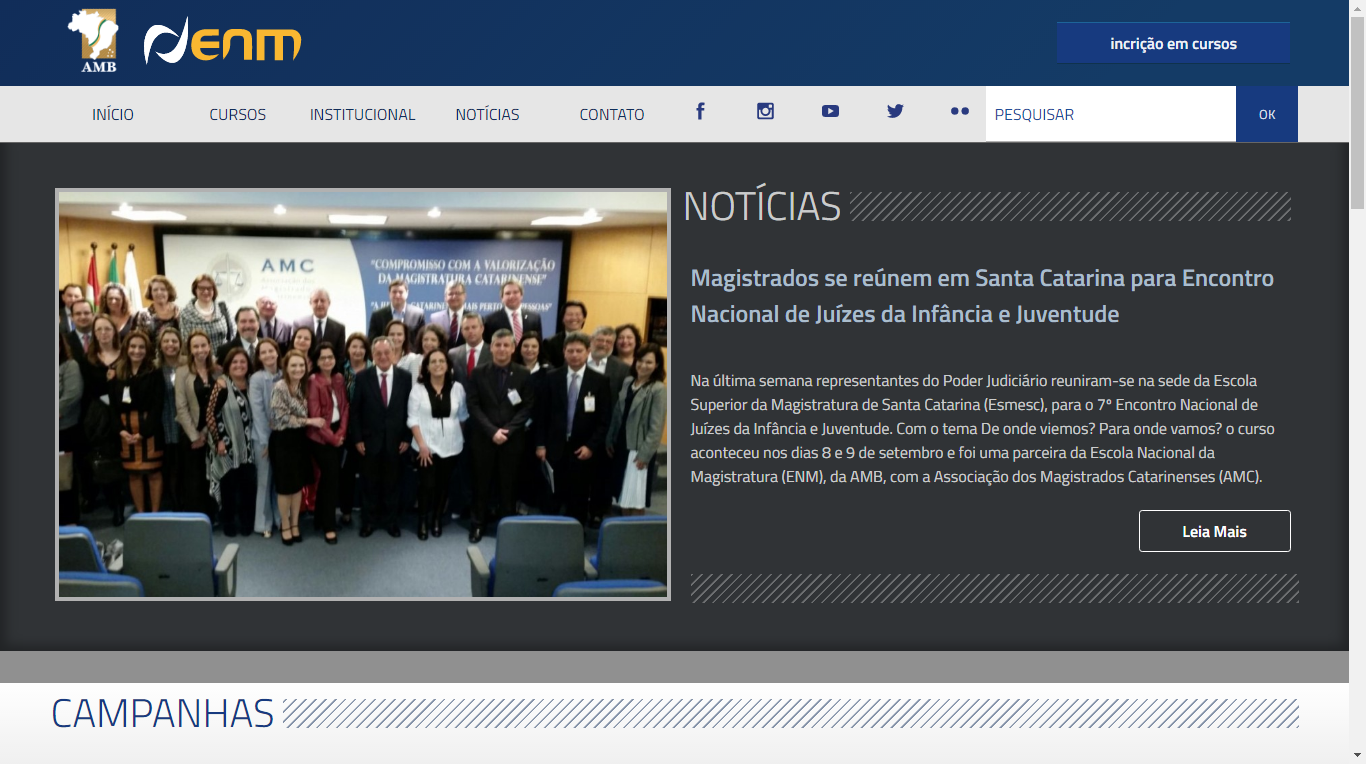 AMB
enm
incrição em cursos
INÍCIO
CURSOS
INSTITUCIONAL
NOTÍCIAS
CONTATO
PESQUISAR
OK
AMC
"COMPROMISSO COM A VALORIZAÇÃO
DA MAGISTRATURA CATARINENSE"
NOTÍCIAS
Magistrados se reúnem em Santa Catarina para Encontro
Nacional de Juízes da Infância e Juventude
Na última semana representantes do Poder Judiciário reuniram-se na sede da Escola
Superior da Magistratura de Santa Catarina (Esmesc), para o 7º Encontro Nacional de
Juízes da Infância e Juventude. Com o tema De onde viemos? Para onde vamos? o curso
aconteceu nos dias 8 e 9 de setembro e foi uma parceira da Escola Nacional da
Magistratura (ENM), da AMB, com a Associação dos Magistrados Catarinenses (AMC).
Leia Mais
CAMPANHAS